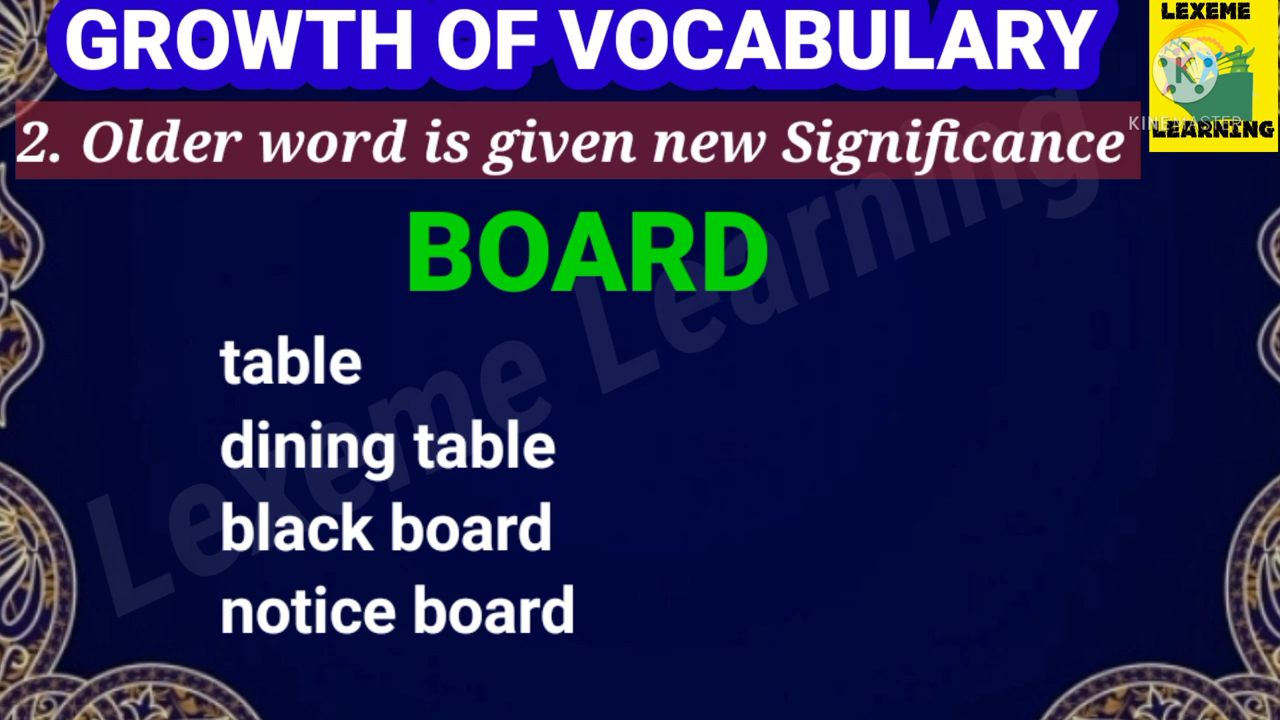 GROWTH OF VOCABULARY
LEXEME
K
KINEMASTER
LEARNING
2. Older word is given new Significance
BOARD
table
dining table
black board
notice board
Lexeme Learning